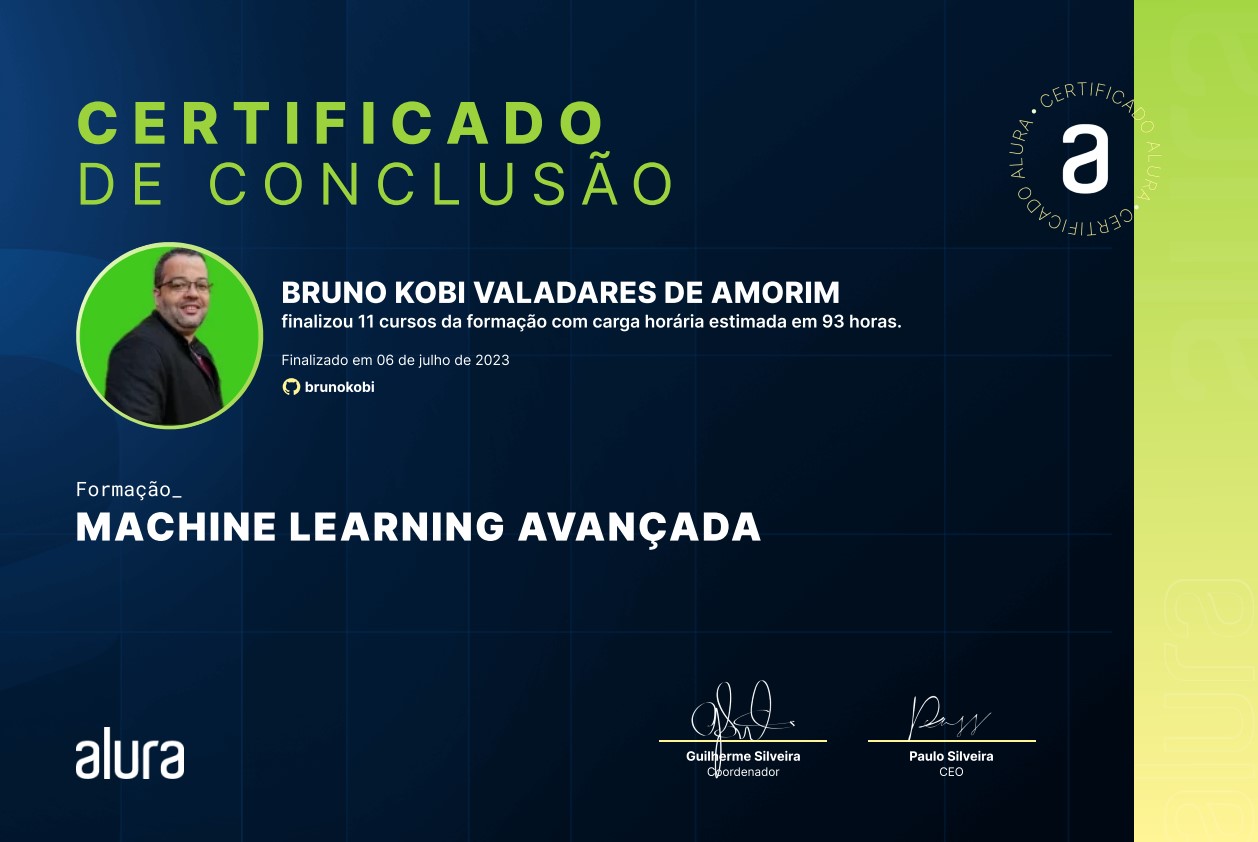 CERTIFICADO
DE CONCLUSÃO
CERTIFICADO ALURA • CERTIFICADO ALURA •
a
BRUNO KOBI VALADARES DE AMORIM
finalizou 11 cursos da formação com carga horária estimada em 93 horas.
Finalizado em 06 de julho de 2023
brunokobi
Formação_
MACHINE LEARNING AVANÇADA
alura
Guilherme Silveira
Coordenador
Paulo Silveira
CEO
alura
alura